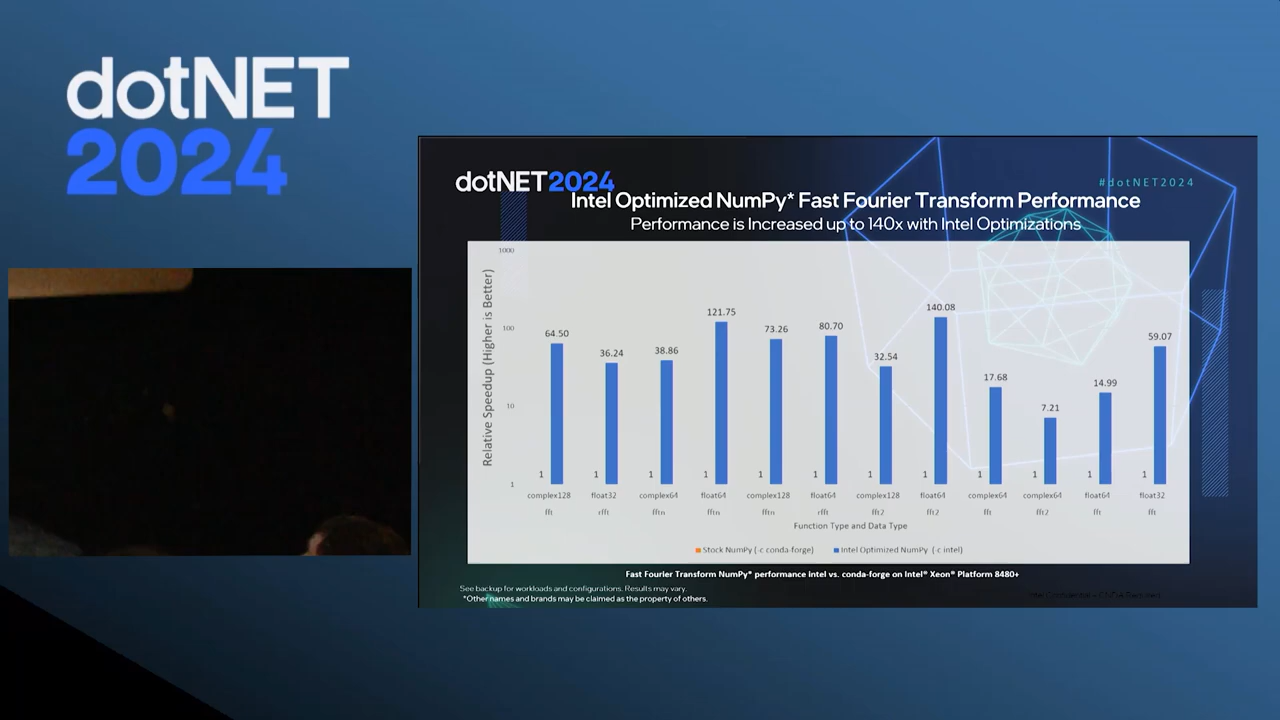 dotNET
2024
dotNET2024
#dotNET2024
Intel Optimized NumPy* Fast Fourier Transform Performance
Performance is Increased up to 140x with Intel Optimizations
Relative Speedup (Higher is Better)
1000
100
10
1
64.50 36.24 38.86 121.75 73.26 80.70 32.54 140.08 17.68 7.21 14.99 59.07
1 1 1 1 1 1 1 1 1 1 1 1
complex128 float32 complex64 float64 complex128 float64 complex128 float64 complex64 complex64 float64 float32
fft rfft fftn fftn fftn rfft fft2 fft2 fft fft2 fft fft
Function Type and Data Type
Stock NumPy (-c conda-forge) Intel Optimized NumPy (-c intel)
Fast Fourier Transform NumPy* performance intel vs. conda-forge on Intel® Xeon® Platform 8480+
See backup for workloads and configurations. Results may vary.
*Other names and brands may be claimed as the property of others.